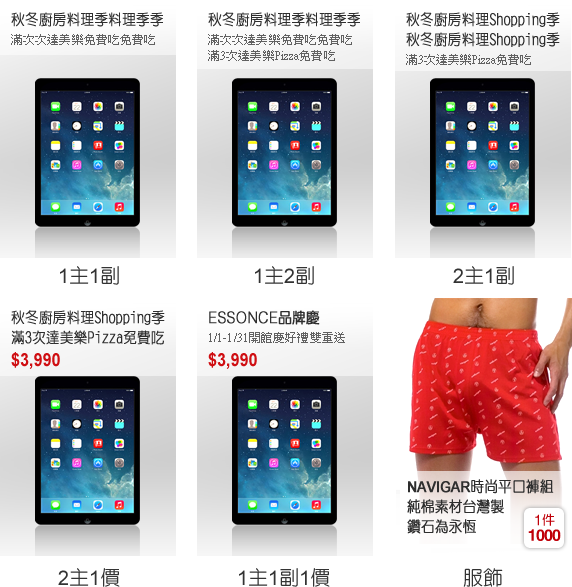 秋冬廚房料理季料理季季
滿次次達美樂免費吃免費吃
1主1副
秋冬廚房料理季料理季季
滿次次達美樂免費吃免費吃
滿3次達美樂Pizza免費吃
1主2副
秋冬廚房料理Shopping季
秋冬廚房料理Shopping季
滿3次達美樂Pizza免費吃
2主1副
秋冬廚房料理Shopping季
滿3次達美樂Pizza免費吃
$3,990
2主1價
ESSONCE品牌慶
1/1-1/31開館慶好禮雙重送
$3,990
1主1副1價
NAVIGAR時尚平口褲組
純棉素材台灣製
鑽石為永恆
1件
1000
服飾